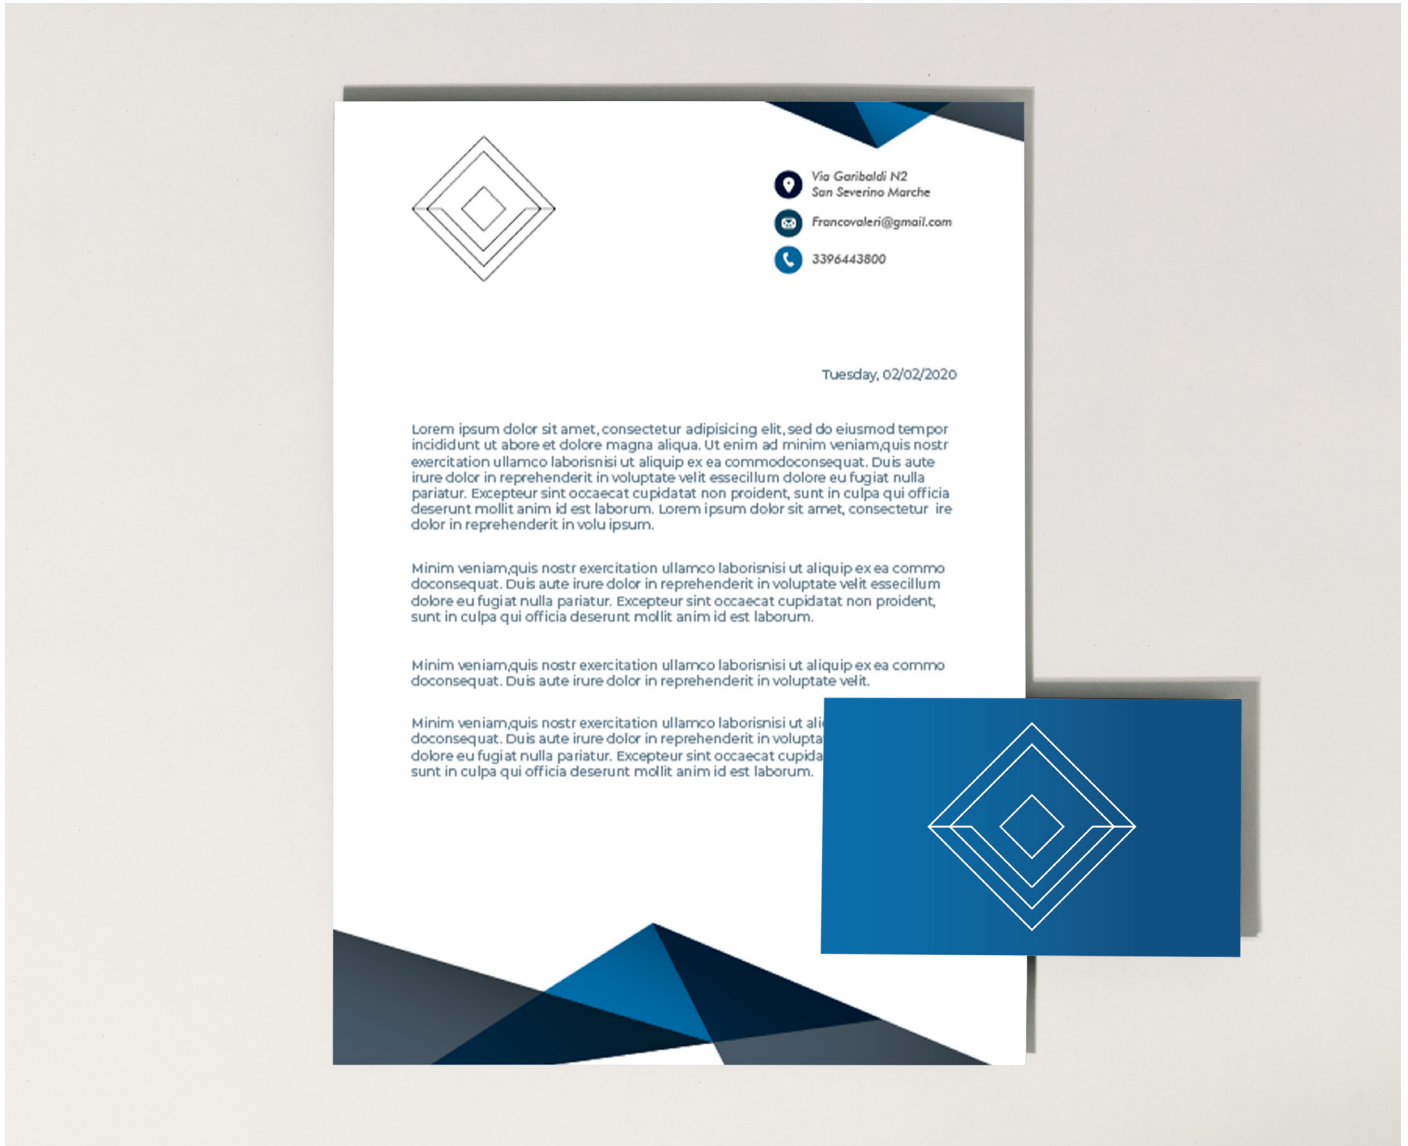 Via Garibaldi N2
San Severino Marche
Francovaleri@gmail.com
3396443800
Tuesday, 02/02/2020
Lorem ipsum dolor sit amet, consectetur adipisicing elit, sed do eiusmod tempor
incididunt ut abore et dolore magna aliqua. Ut enim ad minim veniam,quis nostr
exercitation ullamco laborisnisi ut aliquip ex ea commodoconsequat. Duis aute
irure dolor in reprehenderit in voluptate velit essecillum dolore eu fugiat nulla
pariatur. Excepteur sint occaecat cupidatat non proident, sunt in culpa qui officia
deserunt mollit anim id est laborum. Lorem ipsum dolor sit amet, consectetur  ire
dolor in reprehenderit in volu ipsum.
Minim veniam,quis nostr exercitation ullamco laborisnisi ut aliquip ex ea commo
doconsequat. Duis aute irure dolor in reprehenderit in voluptate velit essecillum
dolore eu fugiat nulla pariatur. Excepteur sint occaecat cupidatat non proident,
sunt in culpa qui officia deserunt mollit anim id est laborum.
Minim veniam,quis nostr exercitation ullamco laborisnisi ut aliquip ex ea commo
doconsequat. Duis aute irure dolor in reprehenderit in voluptate velit.
Minim veniam,quis nostr exercitation ullamco laborisnisi ut ali
doconsequat. Duis aute irure dolor in reprehenderit in volupta
dolore eu fugiat nulla pariatur. Excepteur sint occaecat cupida
sunt in culpa qui officia deserunt mollit anim id est laborum.